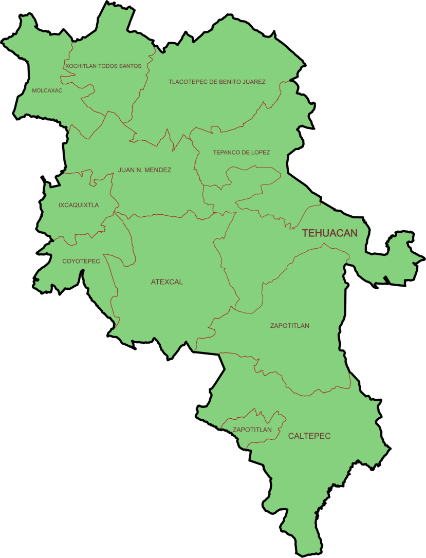 XOCHITLAN TODOS SANTOS
TLACOTEPEC DE BENITO JUAREZ
MOLCAXAC
TEPANCO DE LOPEZ
JUAN N. MENDEZ
IXCAQUIXTLA
TEHUACAN
COYOTEPEC
ATEXCAL
ZAPOTITLAN
ZAPOTITLAN
CALTEPEC